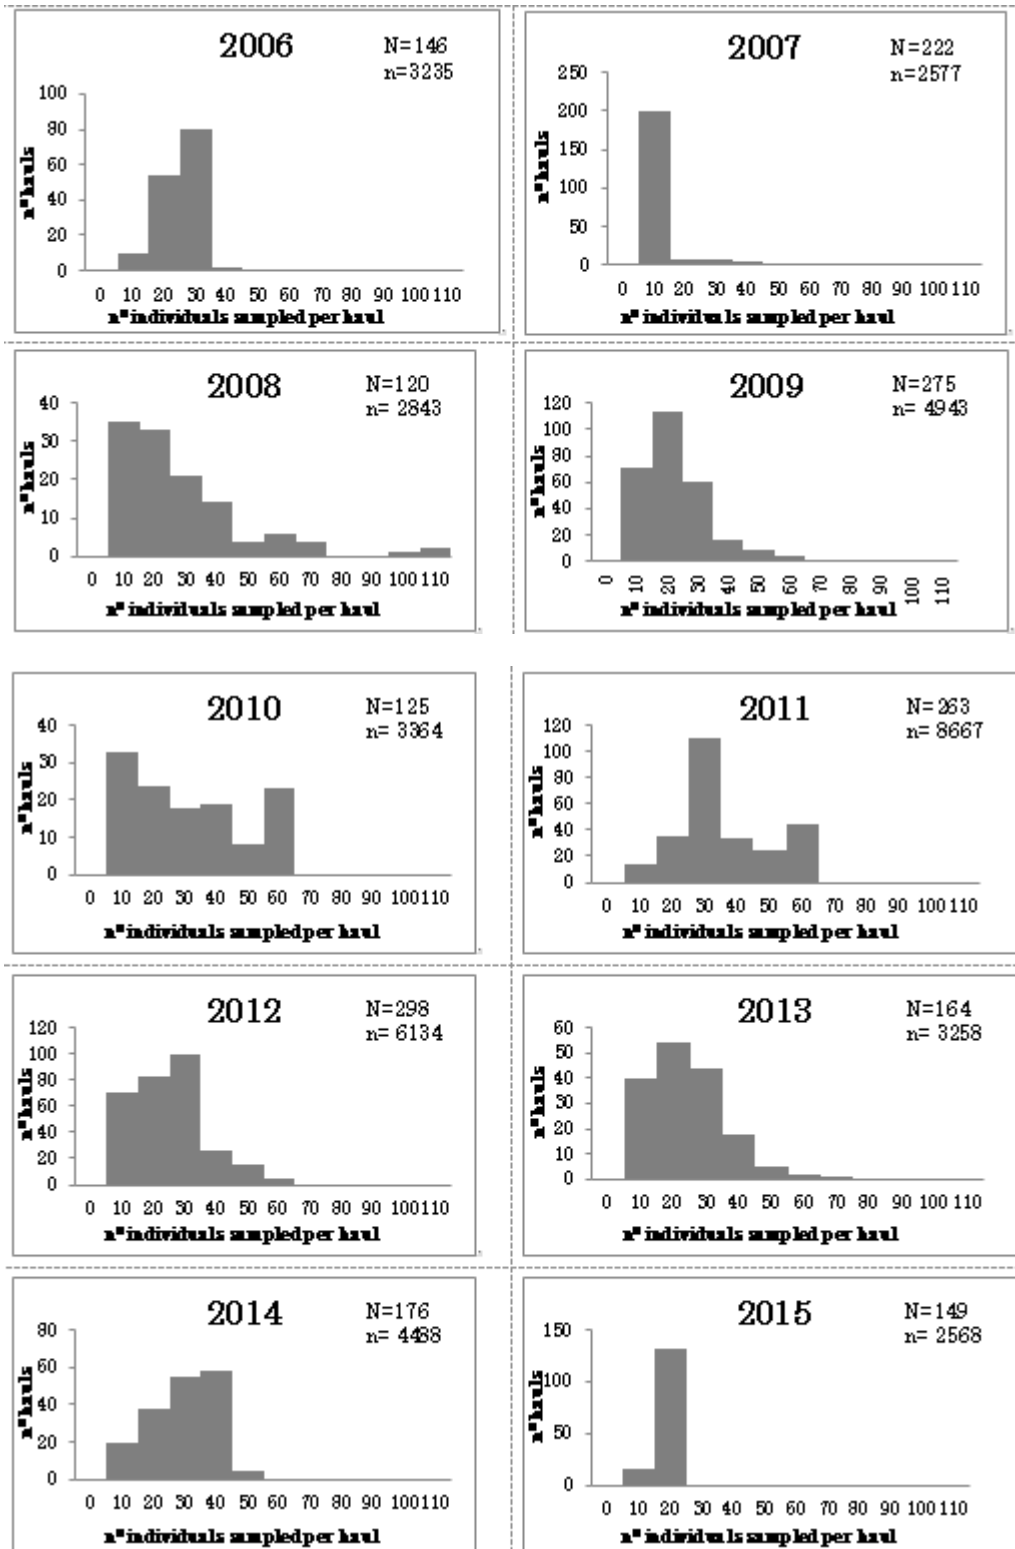 2006
N=146
n=3235
100
80
60
40
20
0
nº hauls
0 10 20 30 40 50 60 70 80 90 100 110
nº individuals sampled per haul
2007
N=222
n=2577
250
200
150
100
50
0
nº hauls
0 10 20 30 40 50 60 70 80 90 100 110
nº individuals sampled per haul
2008
N=120
n= 2843
40
30
20
10
0
nº hauls
0 10 20 30 40 50 60 70 80 90 100 110
nº individuals sampled per haul
2009
N=275
n= 4943
120
100
80
60
40
20
0
nº hauls
0 10 20 30 40 50 60 70 80 90 100 110
nº individuals sampled per haul
2010
N=125
n= 3364
40
30
20
10
0
nº hauls
0 10 20 30 40 50 60 70 80 90 100 110
nº individuals sampled per haul
2011
N=263
n= 8667
120
100
80
60
40
20
0
nº hauls
0 10 20 30 40 50 60 70 80 90 100 110
nº individuals sampled per haul
2012
N=298
n= 6134
120
100
80
60
40
20
0
nº hauls
0 10 20 30 40 50 60 70 80 90 100 110
nº individuals sampled per haul
2013
N=164
n= 3258
60
50
40
30
20
10
0
nº hauls
0 10 20 30 40 50 60 70 80 90 100 110
nº individuals sampled per haul
2014
N=176
n= 4488
80
60
40
20
0
nº hauls
0 10 20 30 40 50 60 70 80 90 100 110
nº individuals sampled per haul
2015
N=149
n= 2568
150
100
50
0
nº hauls
0 10 20 30 40 50 60 70 80 90 100 110
nº individuals sampled per haul